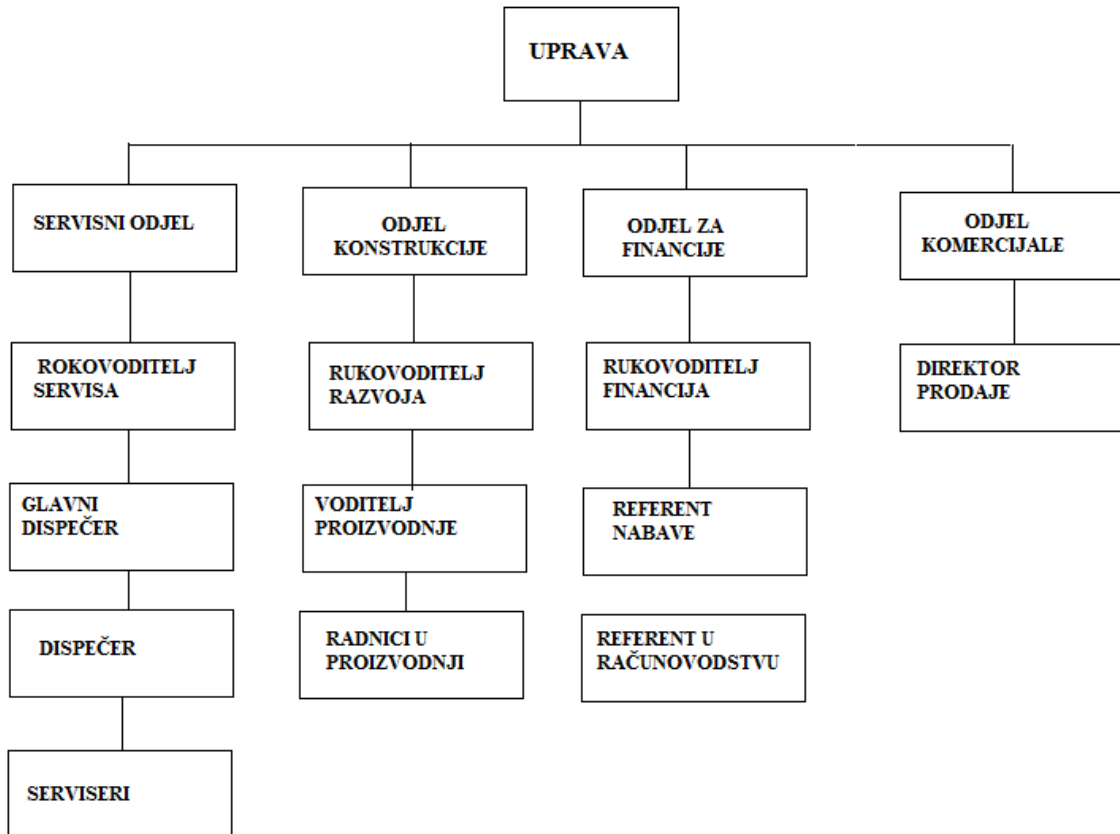 UPRAVA
SERVISNI ODJEL
ODJEL
KONSTRUKCIJE
ODJEL ZA
FINANCIJE
ODJEL
KOMERCIJALE
ROKOVODITELJ
SERVISA
RUKOVODITELJ
RAZVOJA
RUKOVODITELJ
FINANCIJA
DIREKTOR
PRODAJE
GLAVNI
DISPEČER
VODITELJ
PROIZVODNJE
REFERENT
NABAVE
DISPEČER
RADNICI U
PROIZVODNJI
REFERENT U
RAČUNOVODSTVU
SERVISERI